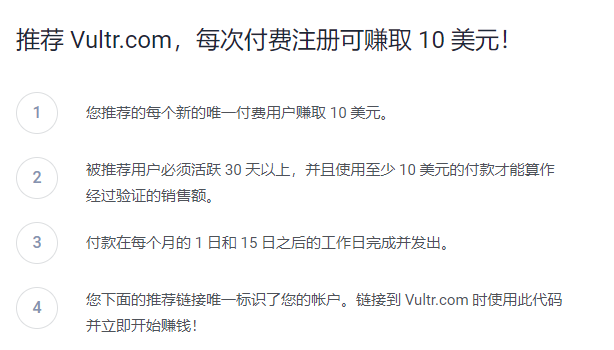 推荐 Vultr.com，每次付费注册可赚取 10 美元！
1
您推荐的每个新的唯一付费用户赚取 10 美元。
2
被推荐用户必须活跃 30 天以上，并且使用至少 10 美元的付款才能算作
经过验证的销售额。
3
付款在每个月的 1 日和 15 日之后的工作日完成并发出。
4
您下面的推荐链接唯一标识了您的帐户。链接到 Vultr.com 时使用此代码
并立即开始赚钱！